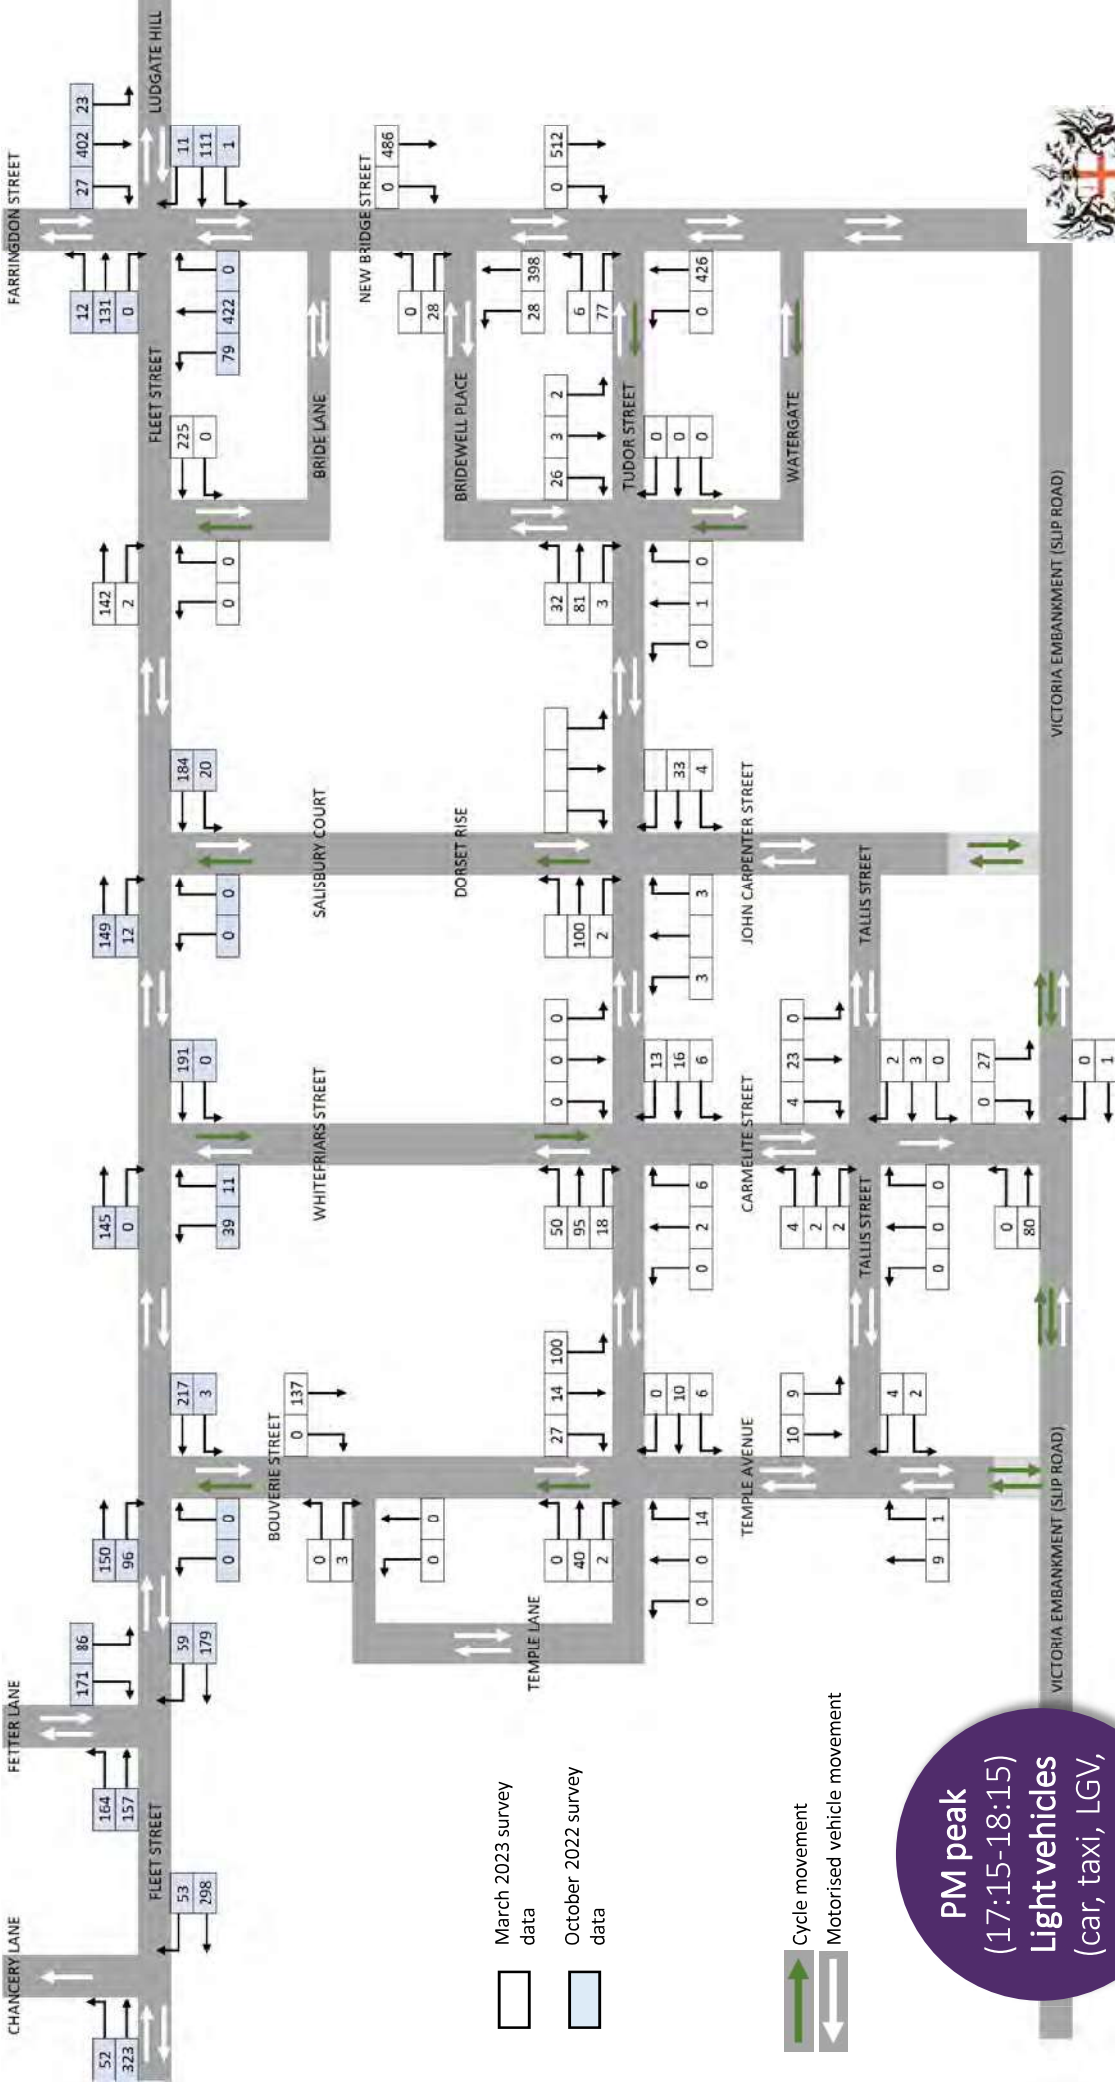 CHANCERY LANE
FETTER LANE
FARRINGDON STREET
52
323
164
157
171 86
150
96
145
0
149
12
142
2
12
131
0
27 402 23
FLEET STREET
FLEET STREET
LUDGATE HILL
53
298
59
179
0 0
217
3
39 11
191
0
0 0
184
20
0 0
225
0
79 422 0
11
111
1
BOUVERIE STREET
WHITEFRIARS STREET
SALISBURY COURT
BRIDE LANE
NEW BRIDGE STREET
0 137
0
3
0 0
0
28
0 486
DORSET RISE
BRIDEWELL PLACE
28 398
TEMPLE LANE
0
40
2
27 14 100
50
95
18
0 0 0
100
2
32
81
3
26 3 2
6
77
0 512
TUDOR STREET
0 0 14
0
10
6
0 2 6
13
16
6
3 3
33
4
0 1 0
0
0
0
0 426
TEMPLE AVENUE
CARMELITE STREET
JOHN CARPENTER STREET
WATERGATE
10 9
4
2
2
4 23 0
TALLIS STREET
TALLIS STREET
9 1
4
2
0 0 0
2
3
0
0
80
0 27
VICTORIA EMBANKMENT (SLIP ROAD)
VICTORIA EMBANKMENT (SLIP ROAD)
0
1
March 2023 survey
data
October 2022 survey
data
Cycle movement
Motorised vehicle movement
PM peak
(17:15-18:15)
Light vehicles
(car, taxi, LGV,